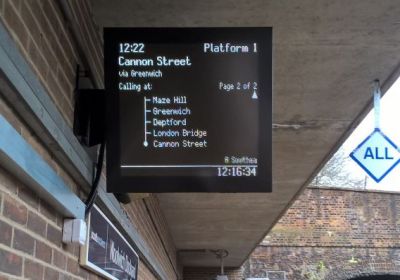 12:22 Platform 1
Cannon Street
via Greenwich
Calling at: Page 2 of 2
Maze Hill
Greenwich
Deptford
London Bridge
Cannon Street
12:16:34
ALL